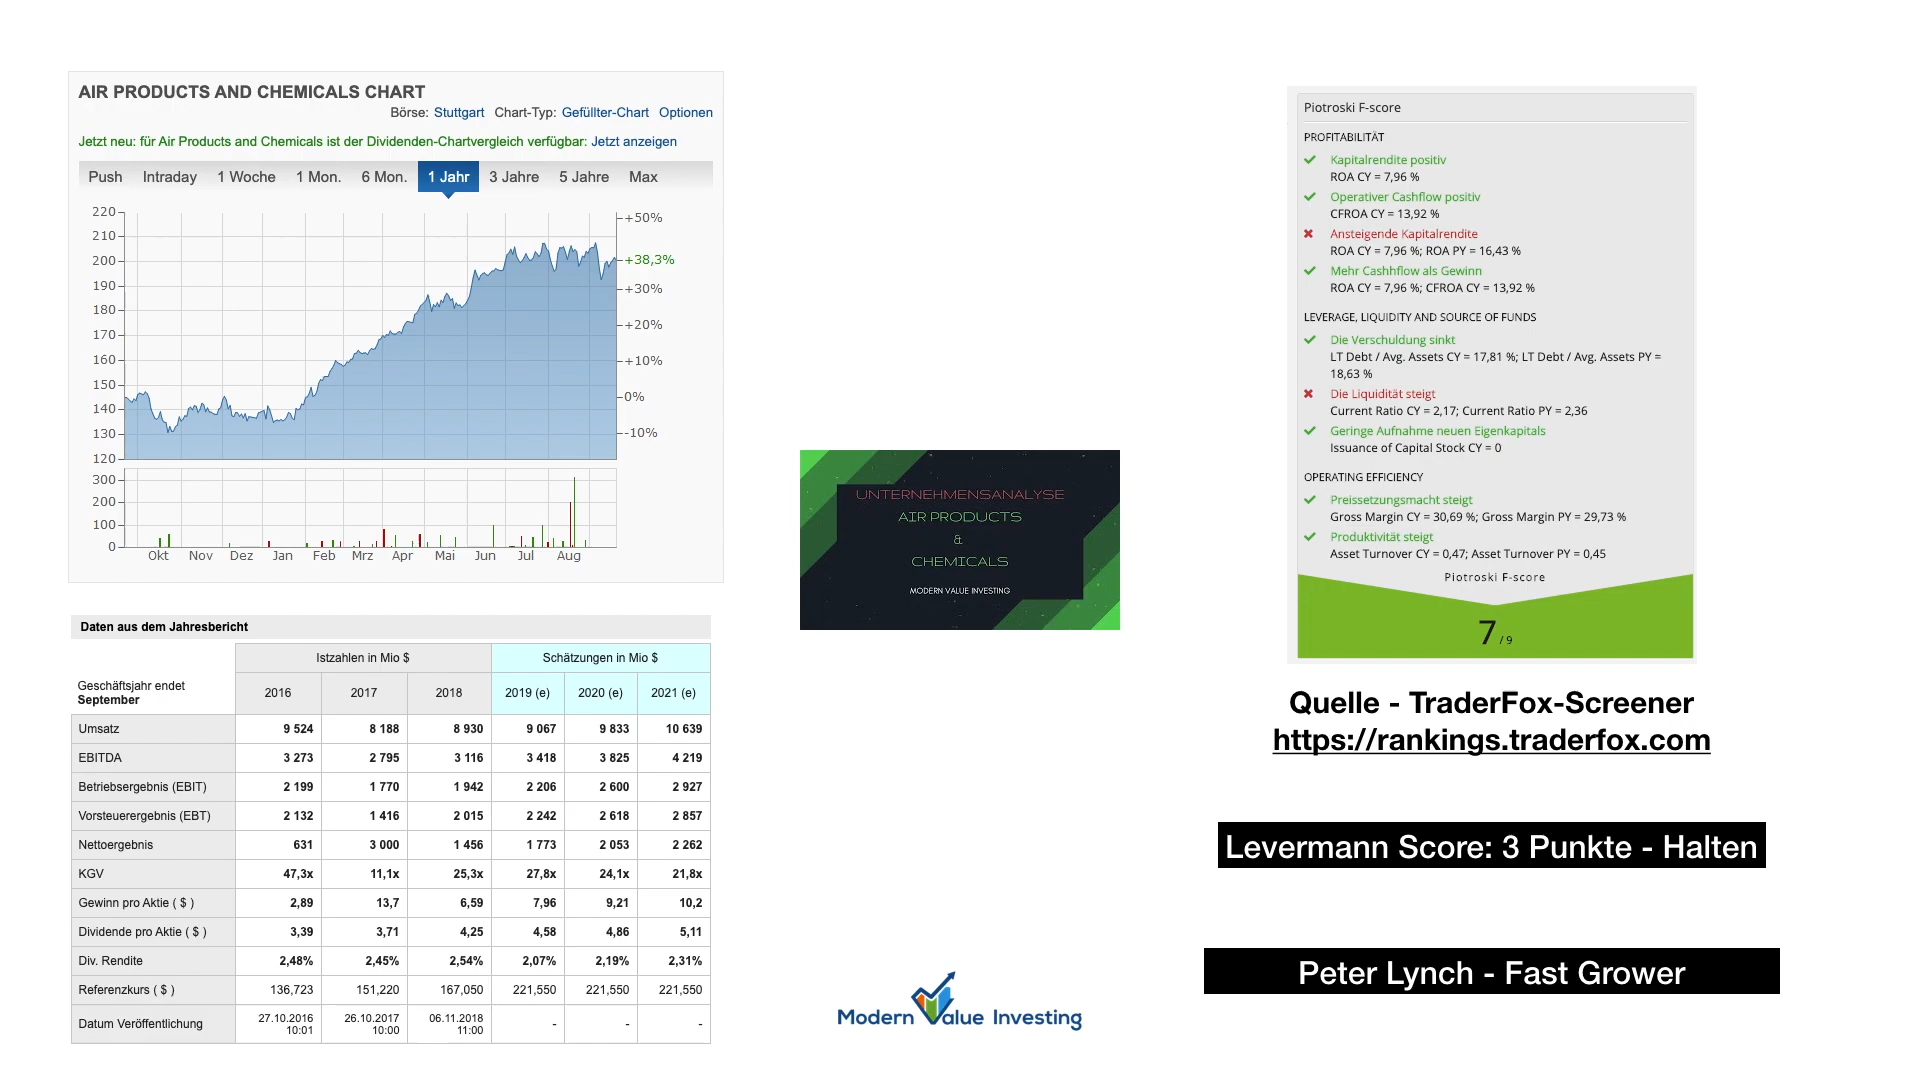 AIR PRODUCTS AND CHEMICALS CHART
Börse: Stuttgart Chart-Typ: Gefüllter-Chart Optionen
Jetzt neu: für Air Products and Chemicals ist der Dividenden-Chartvergleich verfügbar: Jetzt anzeigen
Push Intraday 1 Woche 1 Mon. 6 Mon. 1 Jahr 3 Jahre 5 Jahre Max
220
210
200
190
180
170
160
150
140
130
120
+50%
+38,3%
+30%
+20%
+10%
0%
-10%
300
200
100
0
Okt Nov Dez Jan Feb Mrz Apr Mai Jun Jul Aug
Daten aus dem Jahresbericht
Istzahlen in Mio $ Schätzungen in Mio $
Geschäftsjahr endet
September
2016 2017 2018 2019 (e) 2020 (e) 2021 (e)
Umsatz 9 524 8 188 8 930 9 067 9 833 10 639
EBITDA 3 273 2 795 3 116 3 418 3 825 4 219
Betriebsergebnis (EBIT) 2 199 1 770 1 942 2 206 2 600 2 927
Vorsteuerergebnis (EBT) 2 132 1 416 2 015 2 242 2 618 2 857
Nettoergebnis 631 3 000 1 456 1 773 2 053 2 262
KGV 47,3x 11,1x 25,3x 27,8x 24,1x 21,8x
Gewinn pro Aktie ( $ ) 2,89 13,7 6,59 7,96 9,21 10,2
Dividende pro Aktie ( $ ) 3,39 3,71 4,25 4,58 4,86 5,11
Div. Rendite 2,48% 2,45% 2,54% 2,07% 2,19% 2,31%
Referenzkurs ( $ ) 136,723 151,220 167,050 221,550 221,550 221,550
Datum Veröffentlichung 27.10.2016 26.10.2017 06.11.2018 - - -
10:01 10:00 11:00
UNTERNEHMENSANALYSE
AIR PRODUCTS
&
CHEMICALS
MODERN VALUE INVESTING
Modern Value Investing
Piotroski F-score
PROFITABILITÄT
Kapitalrendite positiv
ROA CY = 7,96 %
Operativer Cashflow positiv
CFROA CY = 13,92 %
Ansteigende Kapitalrendite
ROA CY = 7,96 %; ROA PY = 16,43 %
Mehr Cashhflow als Gewinn
ROA CY = 7,96 %; CFROA CY = 13,92 %
LEVERAGE, LIQUIDITY AND SOURCE OF FUNDS
Die Verschuldung sinkt
LT Debt / Avg. Assets CY = 17,81 %; LT Debt / Avg. Assets PY =
18,63 %
Die Liquidität steigt
Current Ratio CY = 2,17; Current Ratio PY = 2,36
Geringe Aufnahme neuen Eigenkapitals
Issuance of Capital Stock CY = 0
OPERATING EFFICIENCY
Preissetzungsmacht steigt
Gross Margin CY = 30,69 %; Gross Margin PY = 29,73 %
Produktivität steigt
Asset Turnover CY = 0,47; Asset Turnover PY = 0,45
Piotroski F-score
7 / 9
Quelle - TraderFox-Screener
https://rankings.traderfox.com
Levermann Score: 3 Punkte - Halten
Peter Lynch - Fast Grower